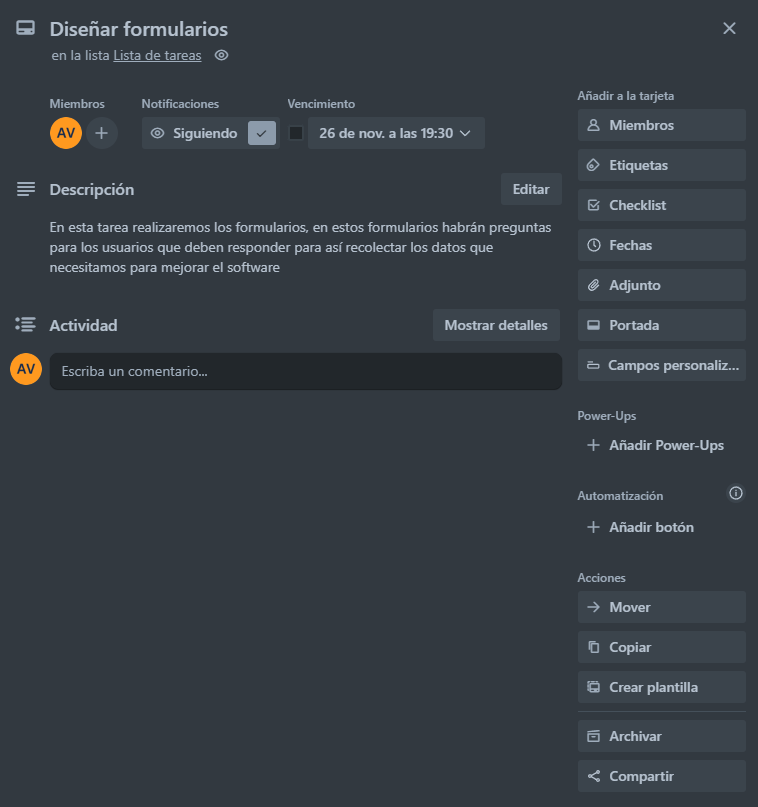 Diseñar formularios
en la lista Lista de tareas
Miembros
Notificaciones
Vencimiento
AV
Siguiendo
26 de nov. a las 19:30
Descripción
Editar
En esta tarea realizaremos los formularios, en estos formularios habrán preguntas
para los usuarios que deben responder para así recolectar los datos que
necesitamos para mejorar el software
Actividad
Mostrar detalles
AV
Escriba un comentario...
Añadir a la tarjeta
Miembros
Etiquetas
Checklist
Fechas
Adjunto
Portada
Campos personaliz...
Power-Ups
Añadir Power-Ups
Automatización
Añadir botón
Acciones
Mover
Copiar
Crear plantilla
Archivar
Compartir